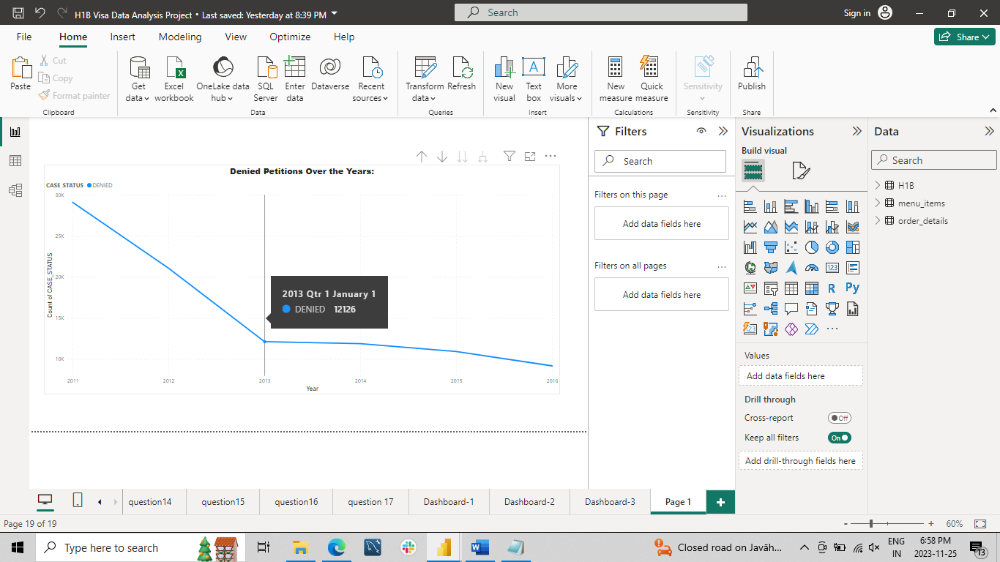 H1B Visa Data Analysis Project • Last saved: Yesterday at 8:39 PM
Search
Sign in
File Home Insert Modeling View Optimize Help
Share
Paste
Cut
Copy
Format painter
Clipboard
Get data
Excel workbook
OneLake data hub
SQL Server
Enter data
Dataverse
Recent sources
Data
Transform data
Refresh
Queries
New visual
Text box
More visuals
Insert
New measure
Quick measure
Calculations
Sensitivity
Sensitivity
Publish
Share
Denied Petitions Over the Years:
CASE STATUS DENIED
30K
25K
20K
15K
10K
Count of CASE_STATUS
2013 Qtr 1 January 1
DENIED 12126
2011 2012 2013 2014 2015 2016
Year
Filters
Search
Filters on this page ...
Add data fields here
Filters on all pages ...
Add data fields here
Visualizations
Build visual
123
R
Py
123
Values
Add data fields here
Drill through
Cross-report Off
Keep all filters On
Add drill-through fields here
Data
Search
H1B
menu_items
order_details
question14 question15 question16 question 17 Dashboard-1 Dashboard-2 Dashboard-3 Page 1 +
Page 19 of 19
- + 60%
Type here to search
Closed road on Javāh...
ENG
IN
6:58 PM
2023-11-25
13